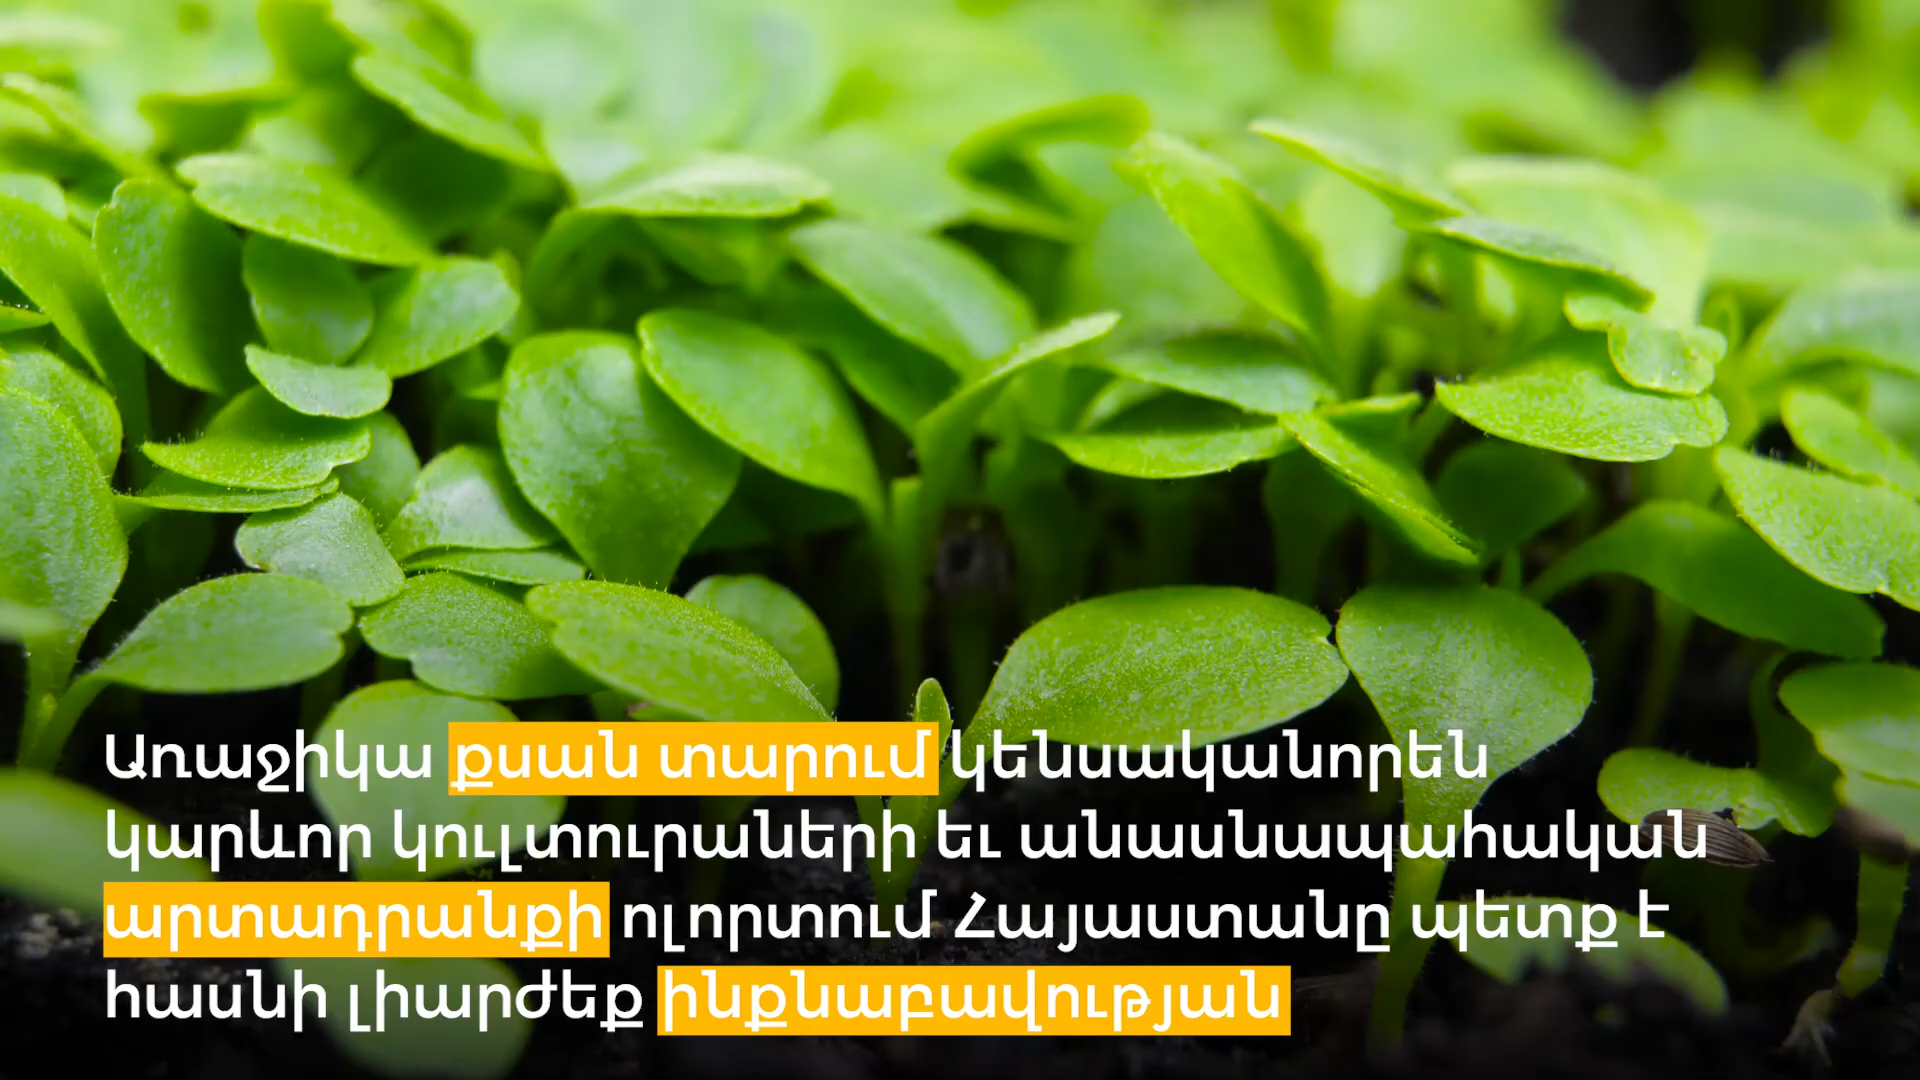 Առաջիկա քսան տարում կենսականորեն
կարևոր կուլտուրաների եւ անասնապահական
արտադրանքի ոլորտում Հայաստանը պետք է
հասնի լիարժեք ինքնաբավության